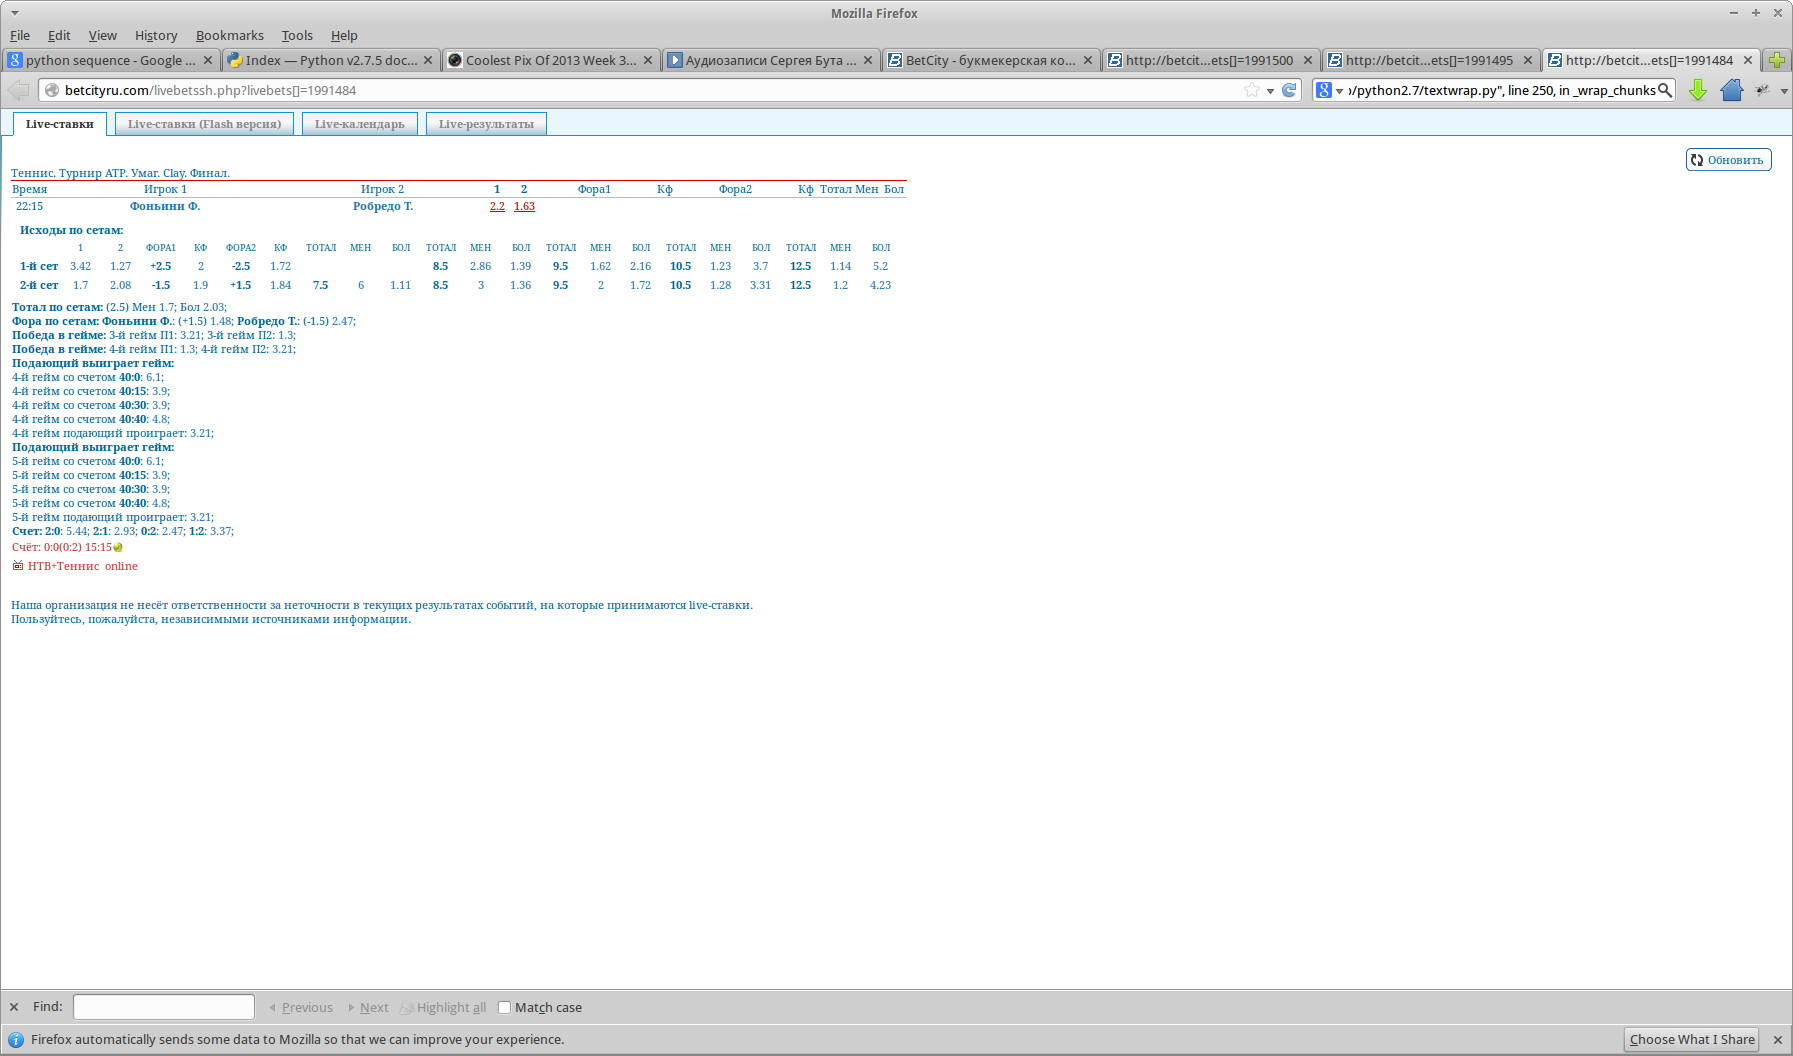 Mozilla Firefox
File Edit View History Bookmarks Tools Help
python sequence - Google ... Index — Python v2.7.5 doc... Coolest Pix Of 2013 Week 3... Аудиозаписи Сергея Бута ... BetCity - букмекерская ко... http://betcit...ets[]=1991500 http://betcit...ets[]=1991495 http://betcit...ets[]=1991484
betcityru.com/livebetssh.php?livebets[]=1991484 /python2.7/textwrap.py", line 250, in _wrap_chunks
Live-ставки Live-ставки (Flash версия) Live-календарь Live-результаты
Обновить
Теннис. Турнир ATP. Умаг. Clay. Финал.
Время Игрок 1 Игрок 2 1 2 Фора1 Кф Фора2 Кф Тотал Мен Бол
22:15 Фоньини Ф. Робредо Т. 2.2 1.63
Исходы по сетам:
1 2 ФОРА1 КФ ФОРА2 КФ ТОТАЛ МЕН БОЛ ТОТАЛ МЕН БОЛ ТОТАЛ МЕН БОЛ ТОТАЛ МЕН БОЛ ТОТАЛ МЕН БОЛ
1-й сет 3.42 1.27 +2.5 2 -2.5 1.72 8.5 2.86 1.39 9.5 1.62 2.16 10.5 1.23 3.7 12.5 1.14 5.2
2-й сет 1.7 2.08 -1.5 1.9 +1.5 1.84 7.5 6 1.11 8.5 3 1.36 9.5 2 1.72 10.5 1.28 3.31 12.5 1.2 4.23
Тотал по сетам: (2.5) Мен 1.7; Бол 2.03;
Фора по сетам: Фоньини Ф.: (+1.5) 1.48; Робредо Т.: (-1.5) 2.47;
Победа в гейме: 3-й гейм П1: 3.21; 3-й гейм П2: 1.3;
Победа в гейме: 4-й гейм П1: 1.3; 4-й гейм П2: 3.21;
Подающий выиграет гейм:
4-й гейм со счетом 40:0: 6.1;
4-й гейм со счетом 40:15: 3.9;
4-й гейм со счетом 40:30: 3.9;
4-й гейм со счетом 40:40: 4.8;
4-й гейм подающий проиграет: 3.21;
Подающий выиграет гейм:
5-й гейм со счетом 40:0: 6.1;
5-й гейм со счетом 40:15: 3.9;
5-й гейм со счетом 40:30: 3.9;
5-й гейм со счетом 40:40: 4.8;
5-й гейм подающий проиграет: 3.21;
Счет: 2:0: 5.44; 2:1: 2.93; 0:2: 2.47; 1:2: 3.37;
Счёт: 0:0(0:2) 15:15
НТВ+Теннис online
Наша организация не несёт ответственности за неточности в текущих результатах событий, на которые принимаются live-ставки.
Пользуйтесь, пожалуйста, независимыми источниками информации.
Find: Previous Next Highlight all Match case
Firefox automatically sends some data to Mozilla so that we can improve your experience. Choose What I Share